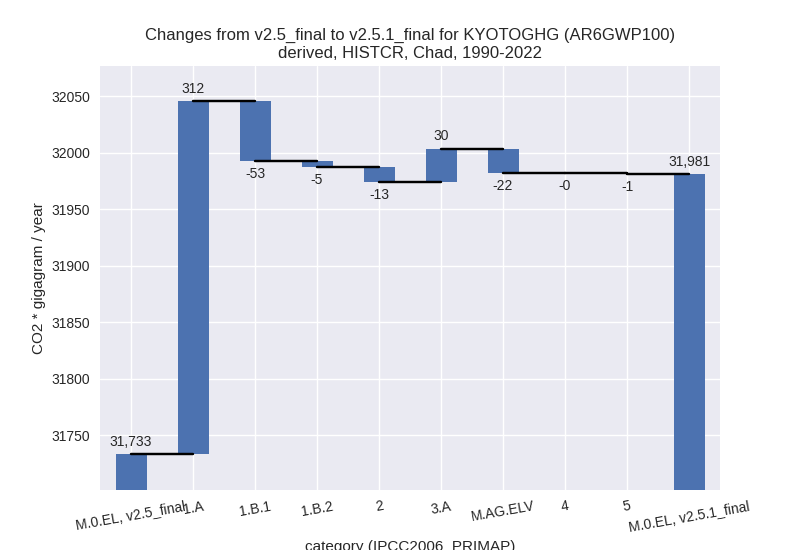 Changes from v2.5_final to v2.5.1_final for KYOTOGHG (AR6GWP100)
derived, HISTCR, Chad, 1990-2022
CO2 * gigagram / year
32050
32000
31950
31900
31850
31800
31750
31,733
312
-53
-5
-13
30
-22
-0
-1
31,981
M.0.EL, v2.5_final
1.A
1.B.1
1.B.2
2
3.A
M.AG.ELV
4
5
M.0.EL, v2.5.1_final
category (IPCC2006_PRIMAP)